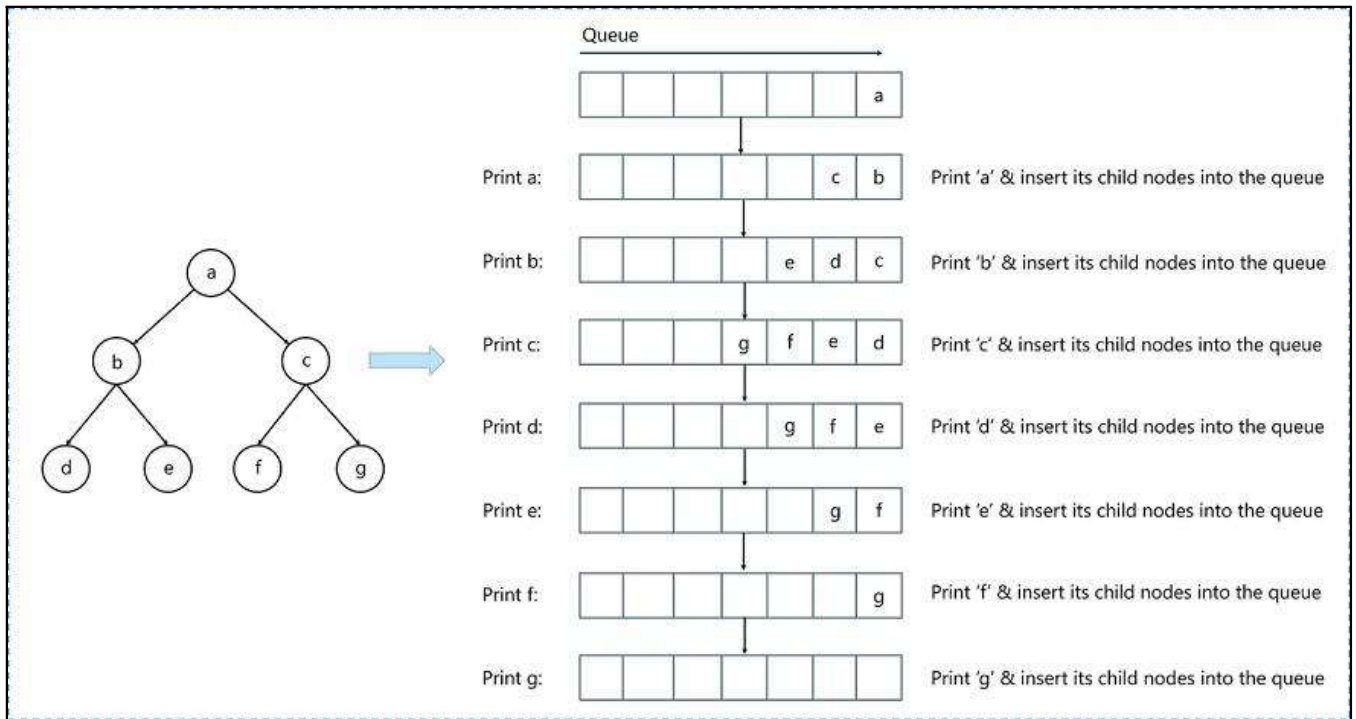 Queue
a
Print a:
c b
Print 'a' & insert its child nodes into the queue
Print b:
e d c
Print 'b' & insert its child nodes into the queue
Print c:
g f e d
Print 'c' & insert its child nodes into the queue
Print d:
g f e
Print 'd' & insert its child nodes into the queue
Print e:
g f
Print 'e' & insert its child nodes into the queue
Print f:
g
Print 'f' & insert its child nodes into the queue
Print g:
Print 'g' & insert its child nodes into the queue
a
b c
d e f g